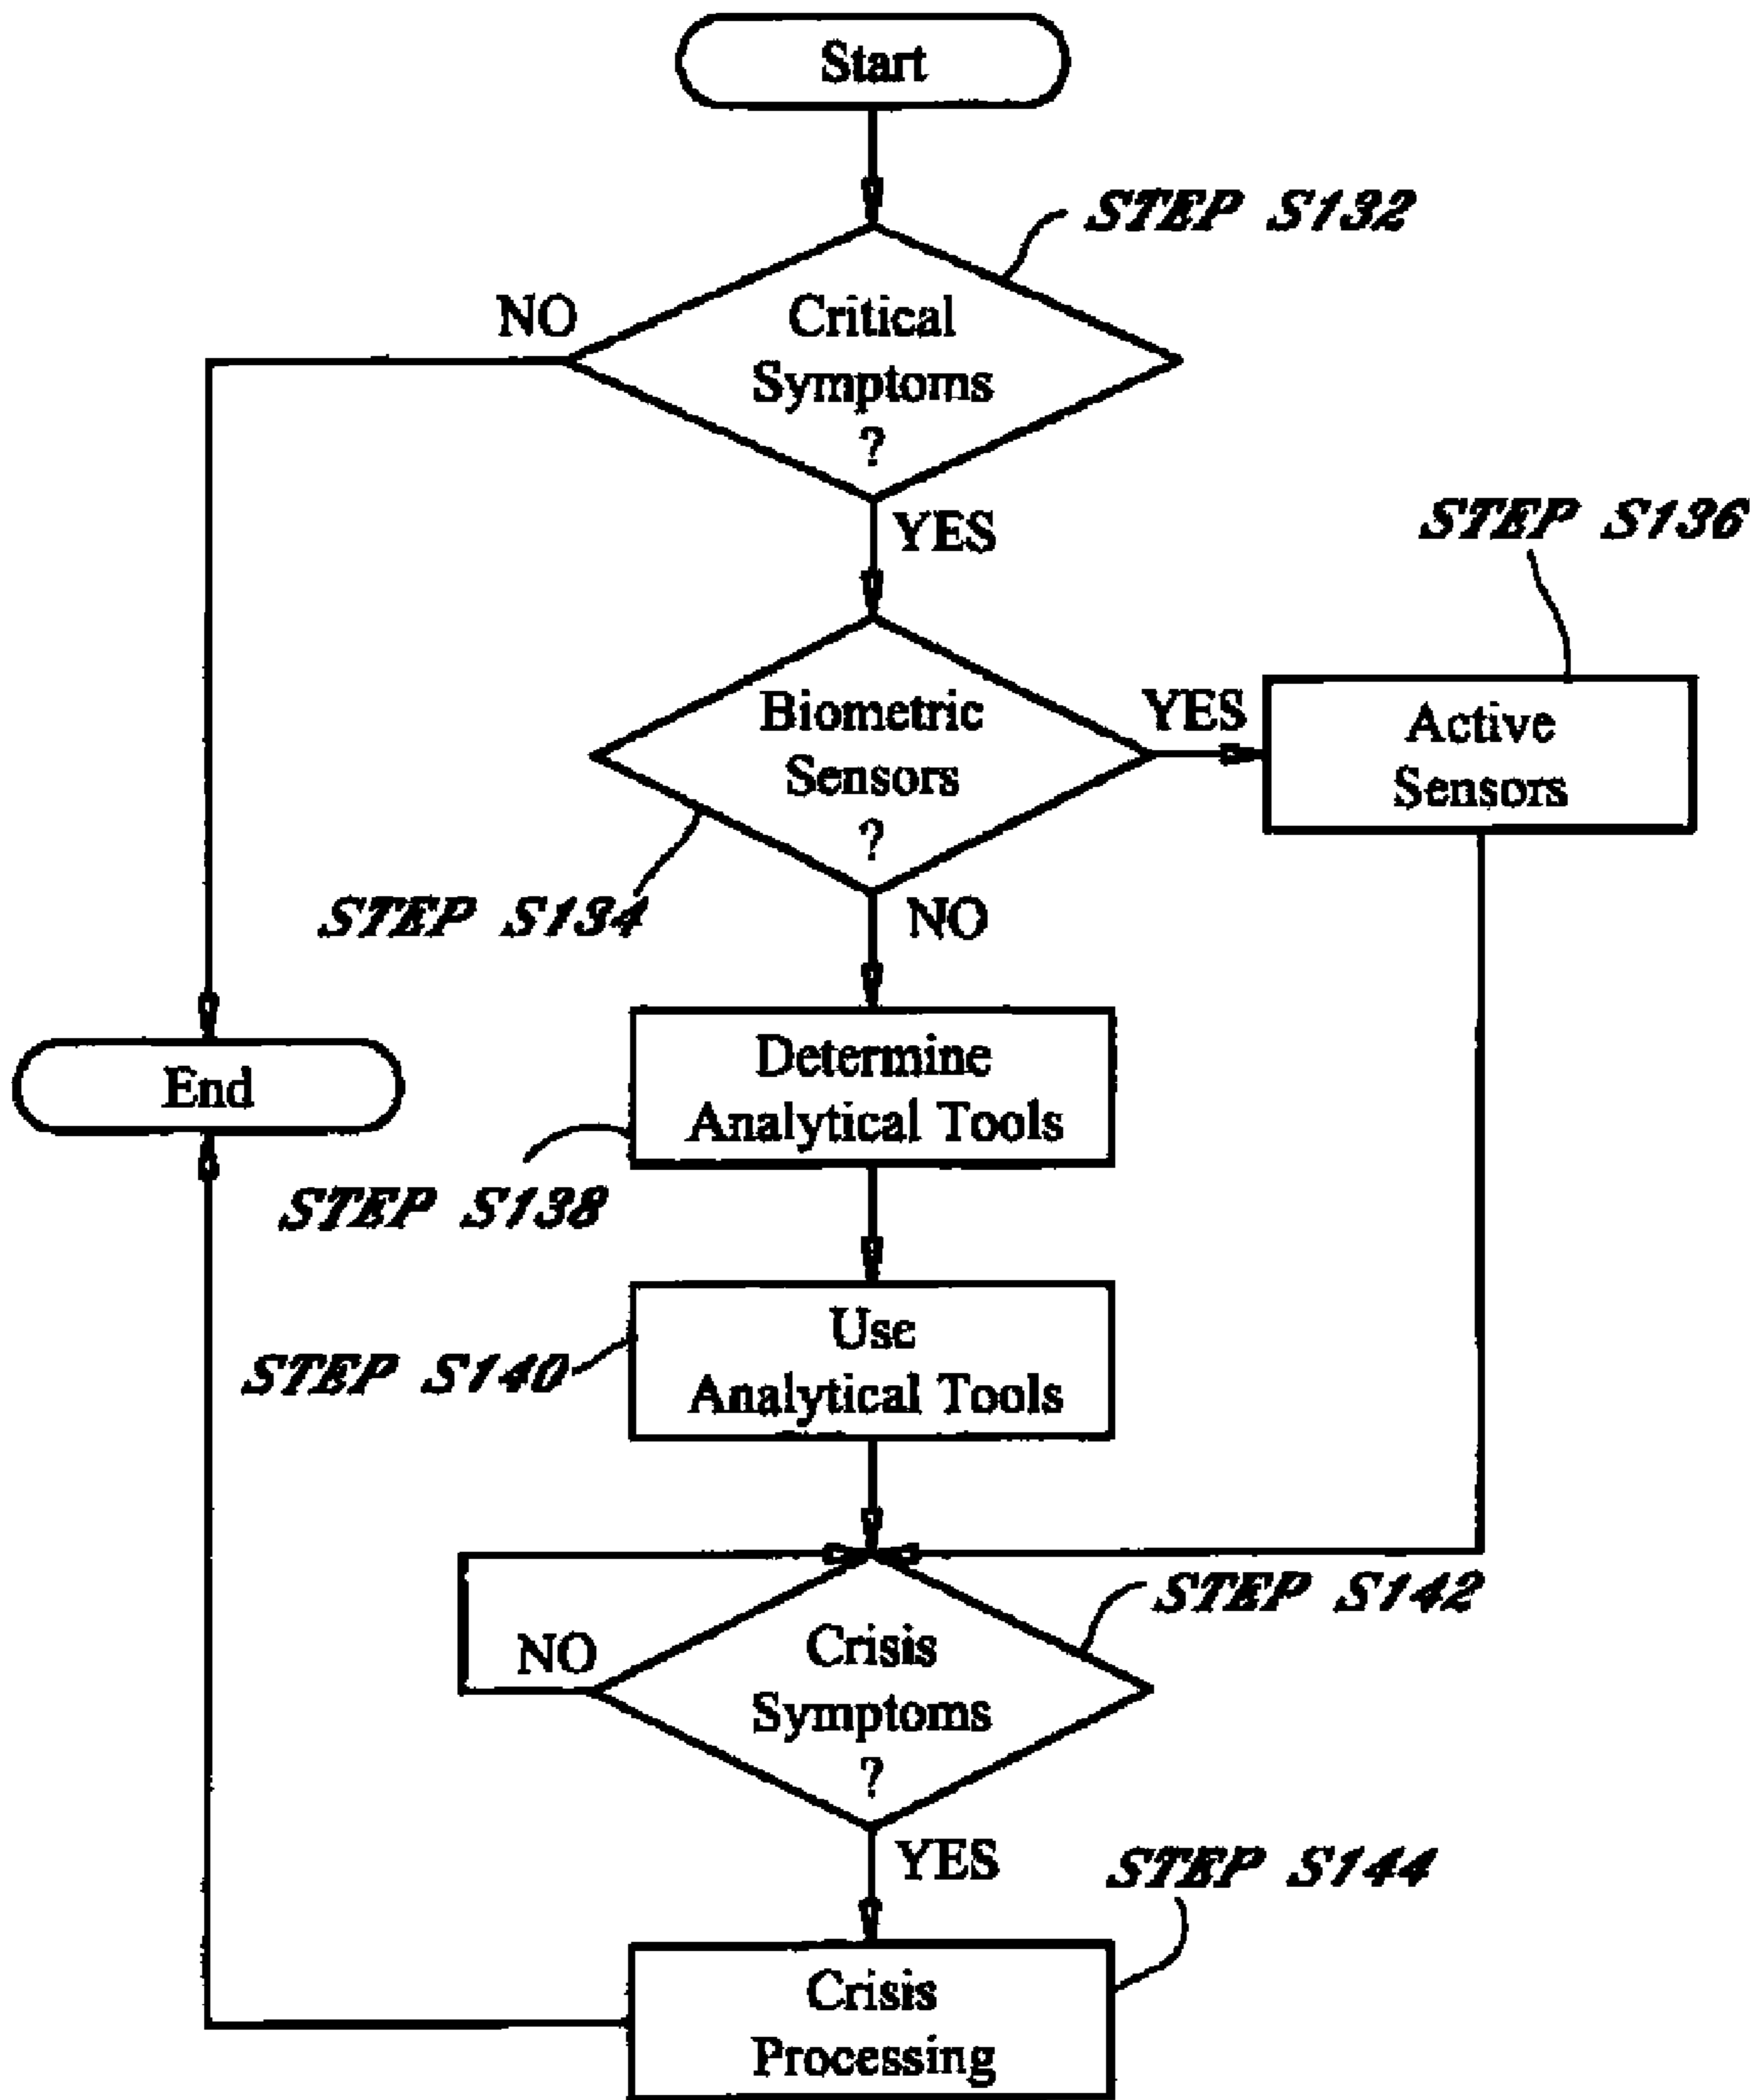 Start
STEP S132
NO
Critical
Symptoms
?
YES
STEP S136
Biometric
Sensors
?
YES
Active
Sensors
STEP S134
NO
End
Determine
Analytical Tools
STEP S138
Use
Analytical Tools
STEP S140
STEP S142
NO
Crisis
Symptoms
?
YES
STEP S144
Crisis
Processing